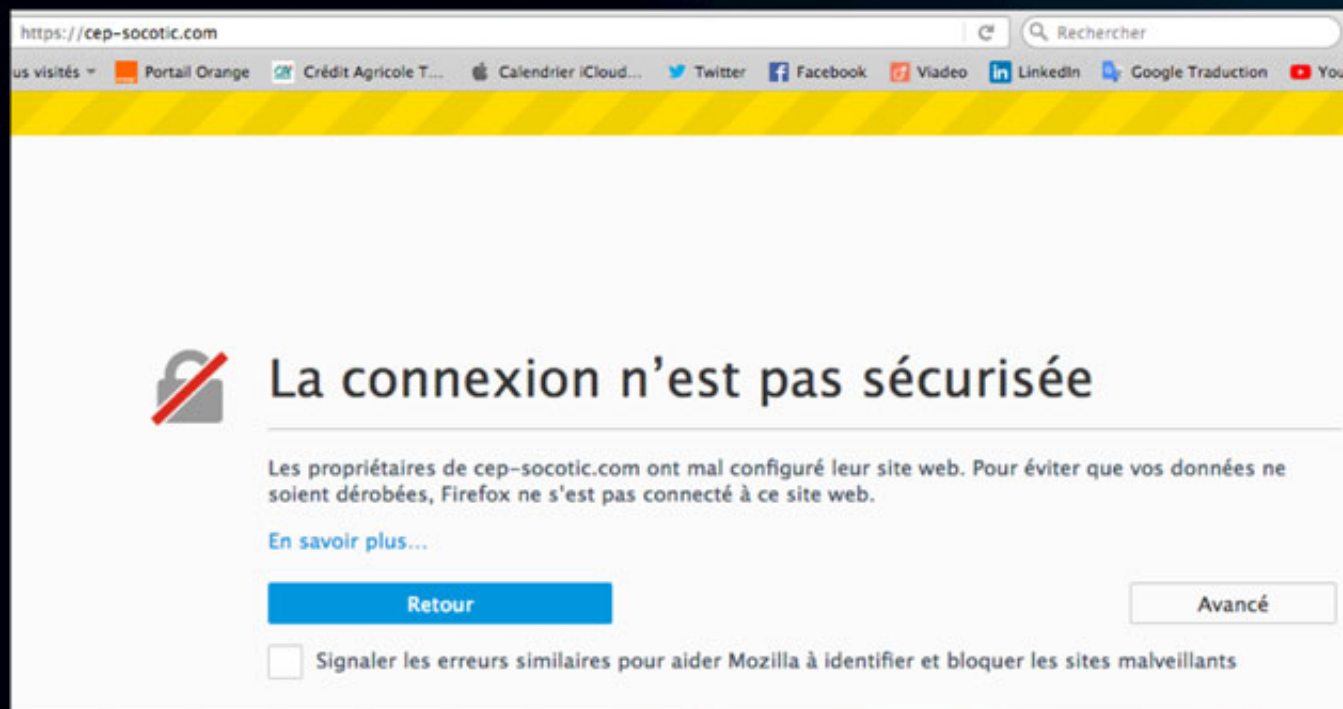 https://cep-socotic.com
Rechercher
us visités Portail Orange Crédit Agricole T... Calendrier iCloud... Twitter Facebook Viadeo LinkedIn Google Traduction You
La connexion n'est pas sécurisée
Les propriétaires de cep-socotic.com ont mal configuré leur site web. Pour éviter que vos données ne
soient dérobées, Firefox ne s'est pas connecté à ce site web.
En savoir plus...
Retour
Avancé
Signaler les erreurs similaires pour aider Mozilla à identifier et bloquer les sites malveillants